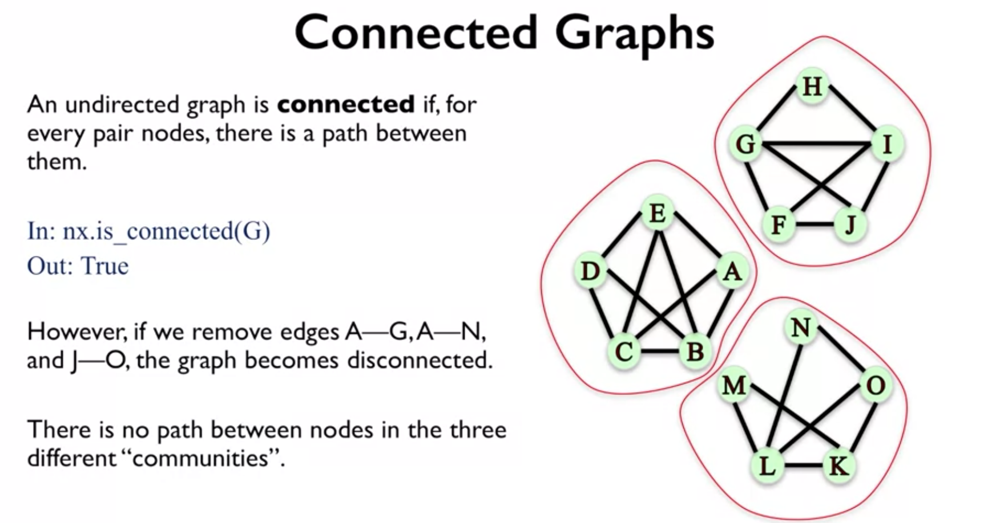 Connected Graphs
An undirected graph is connected if, for
every pair nodes, there is a path between
them.
In: nx.is_connected(G)
Out: True
However, if we remove edges A—G, A—N,
and J—O, the graph becomes disconnected.
There is no path between nodes in the three
different “communities”.
H
G
I
F
J
E
D
A
C
B
N
M
O
L
K